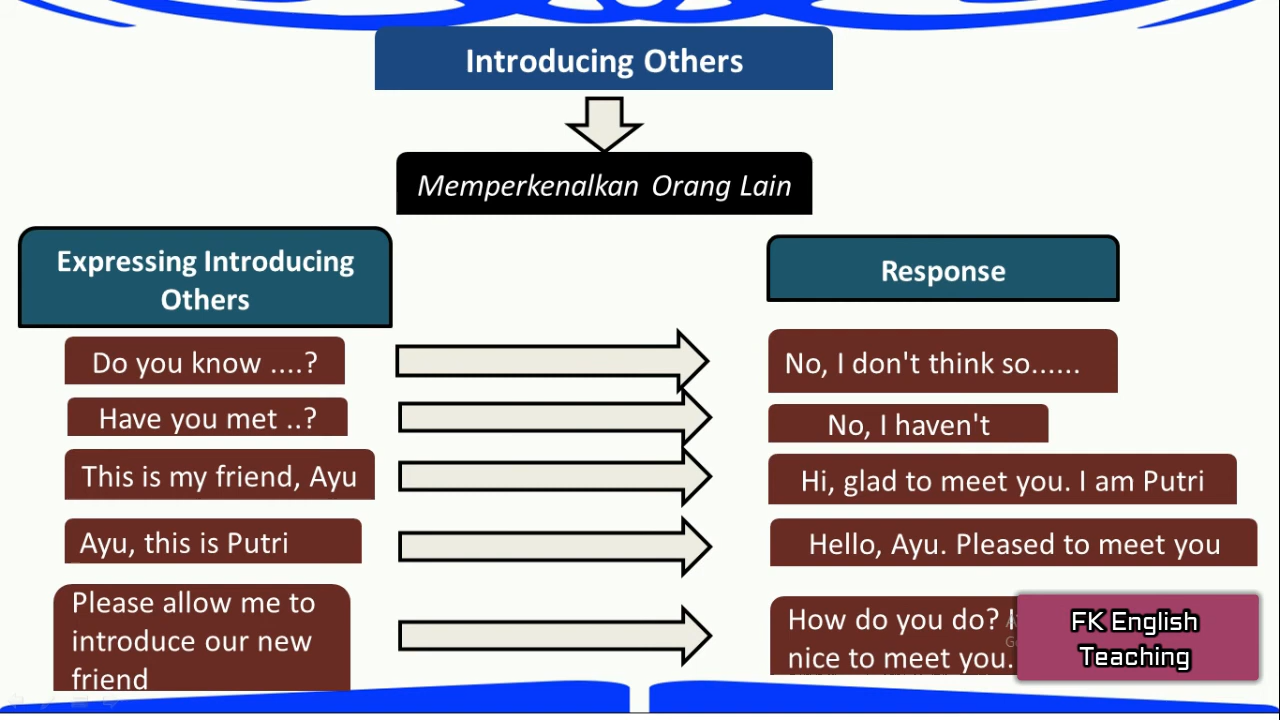 Introducing Others
Memperkenalkan Orang Lain
Expressing Introducing
Others
Response
Do you know ....?
No, I don't think so......
Have you met ..?
No, I haven't
This is my friend, Ayu
Hi, glad to meet you. I am Putri
Ayu, this is Putri
Hello, Ayu. Pleased to meet you
Please allow me to
introduce our new
friend
How do you do?
nice to meet you.
FK English
Teaching